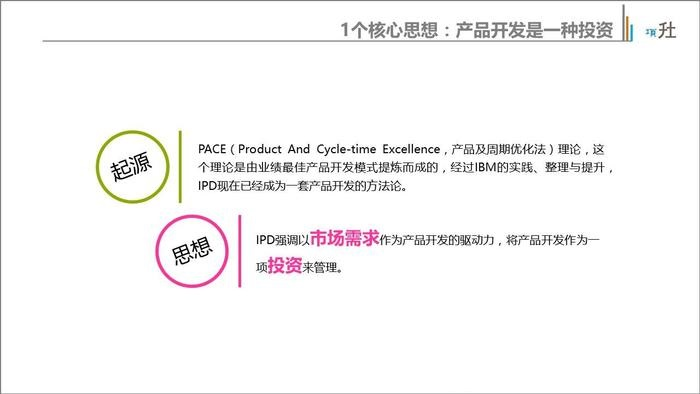 1个核心思想：产品开发是一种投资
項升
起源
PACE（Product And Cycle-time Excellence，产品及周期优化法）理论，这
个理论是由业绩最佳产品开发模式提炼而成的，经过IBM的实践、整理与提升，
IPD现在已经成为一套产品开发的方法论。
思想
IPD强调以市场需求作为产品开发的驱动力，将产品开发作为一
项投资来管理。